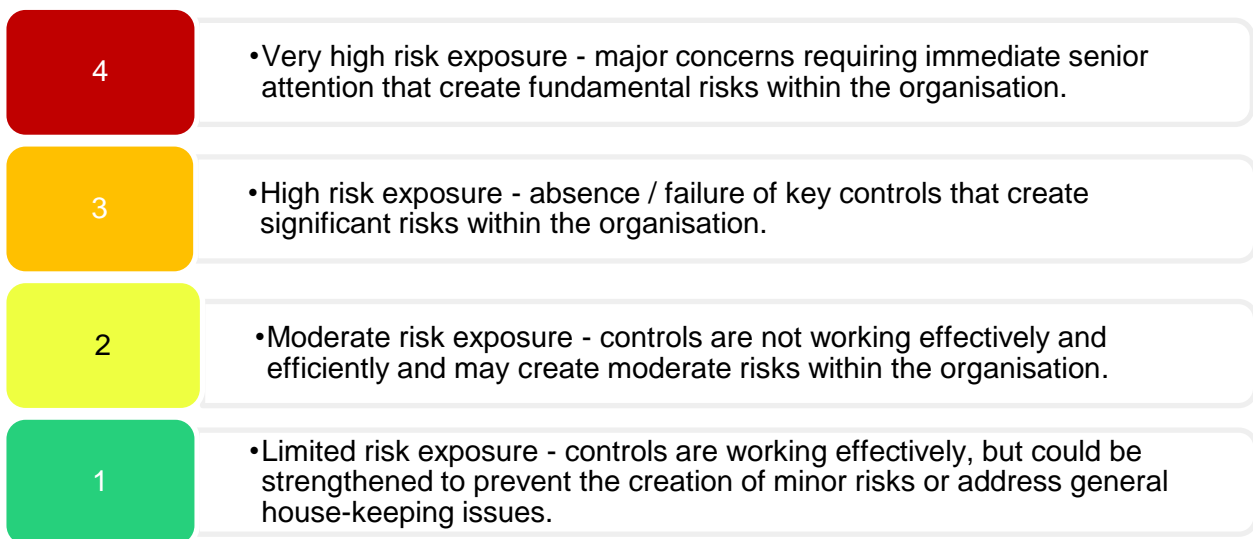 4
•Very high risk exposure - major concerns requiring immediate senior
attention that create fundamental risks within the organisation.
3
•High risk exposure - absence / failure of key controls that create
significant risks within the organisation.
2
•Moderate risk exposure - controls are not working effectively and
efficiently and may create moderate risks within the organisation.
1
•Limited risk exposure - controls are working effectively, but could be
strengthened to prevent the creation of minor risks or address general
house-keeping issues.